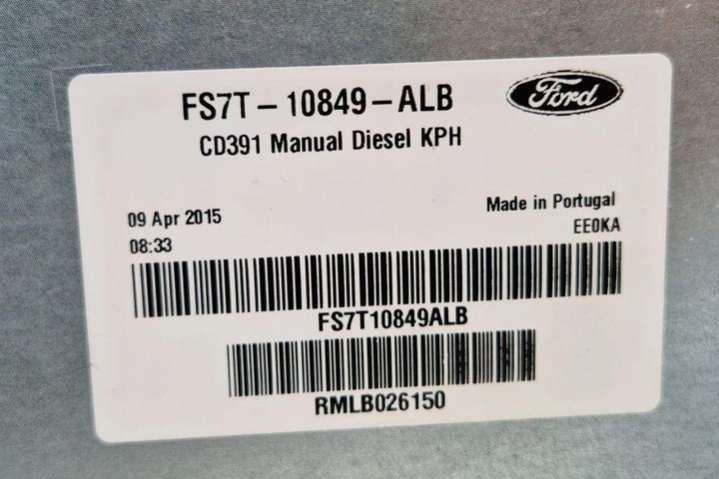 FS7T-10849-ALB
Ford
CD391 Manual Diesel KPH
09 Apr 2015
Made in Portugal
08:33
EE0KA
FS7T10849ALB
RMLB026150